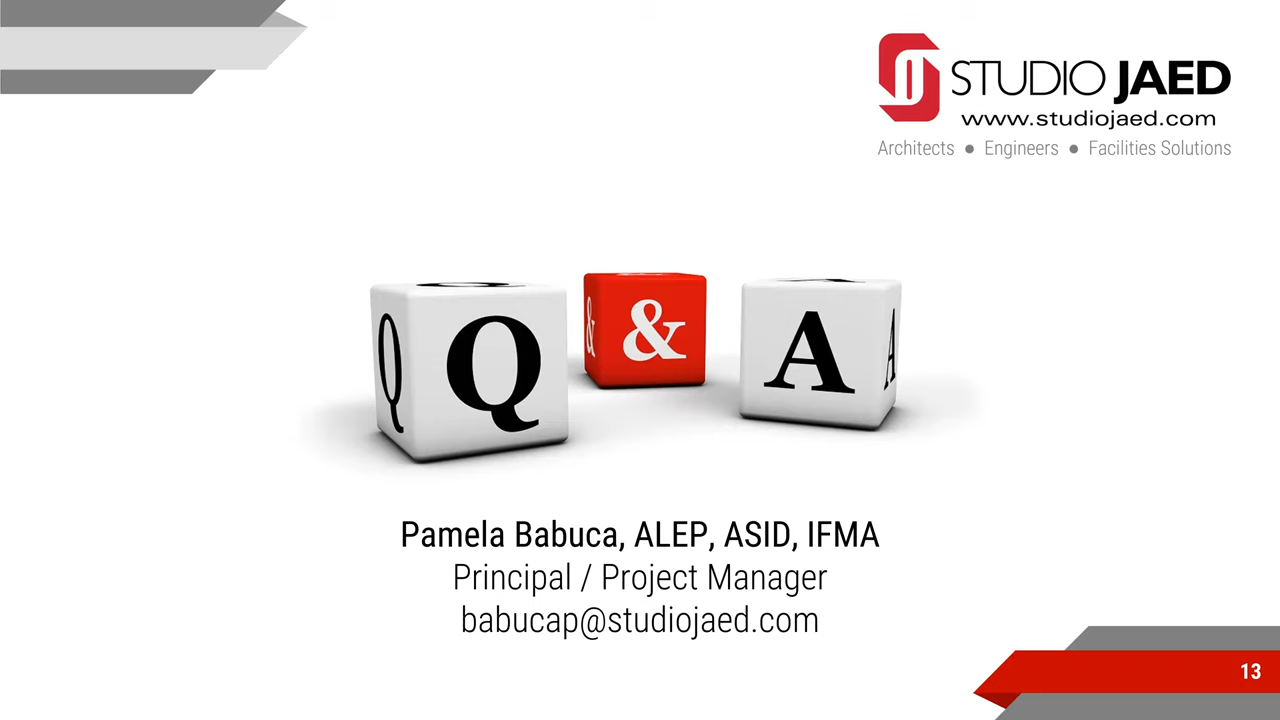 STUDIO JAED
www.studiojaed.com
Architects ● Engineers ● Facilities Solutions
Q Q & & A A
Pamela Babuca, ALEP, ASID, IFMA
Principal / Project Manager
babucap@studiojaed.com
13